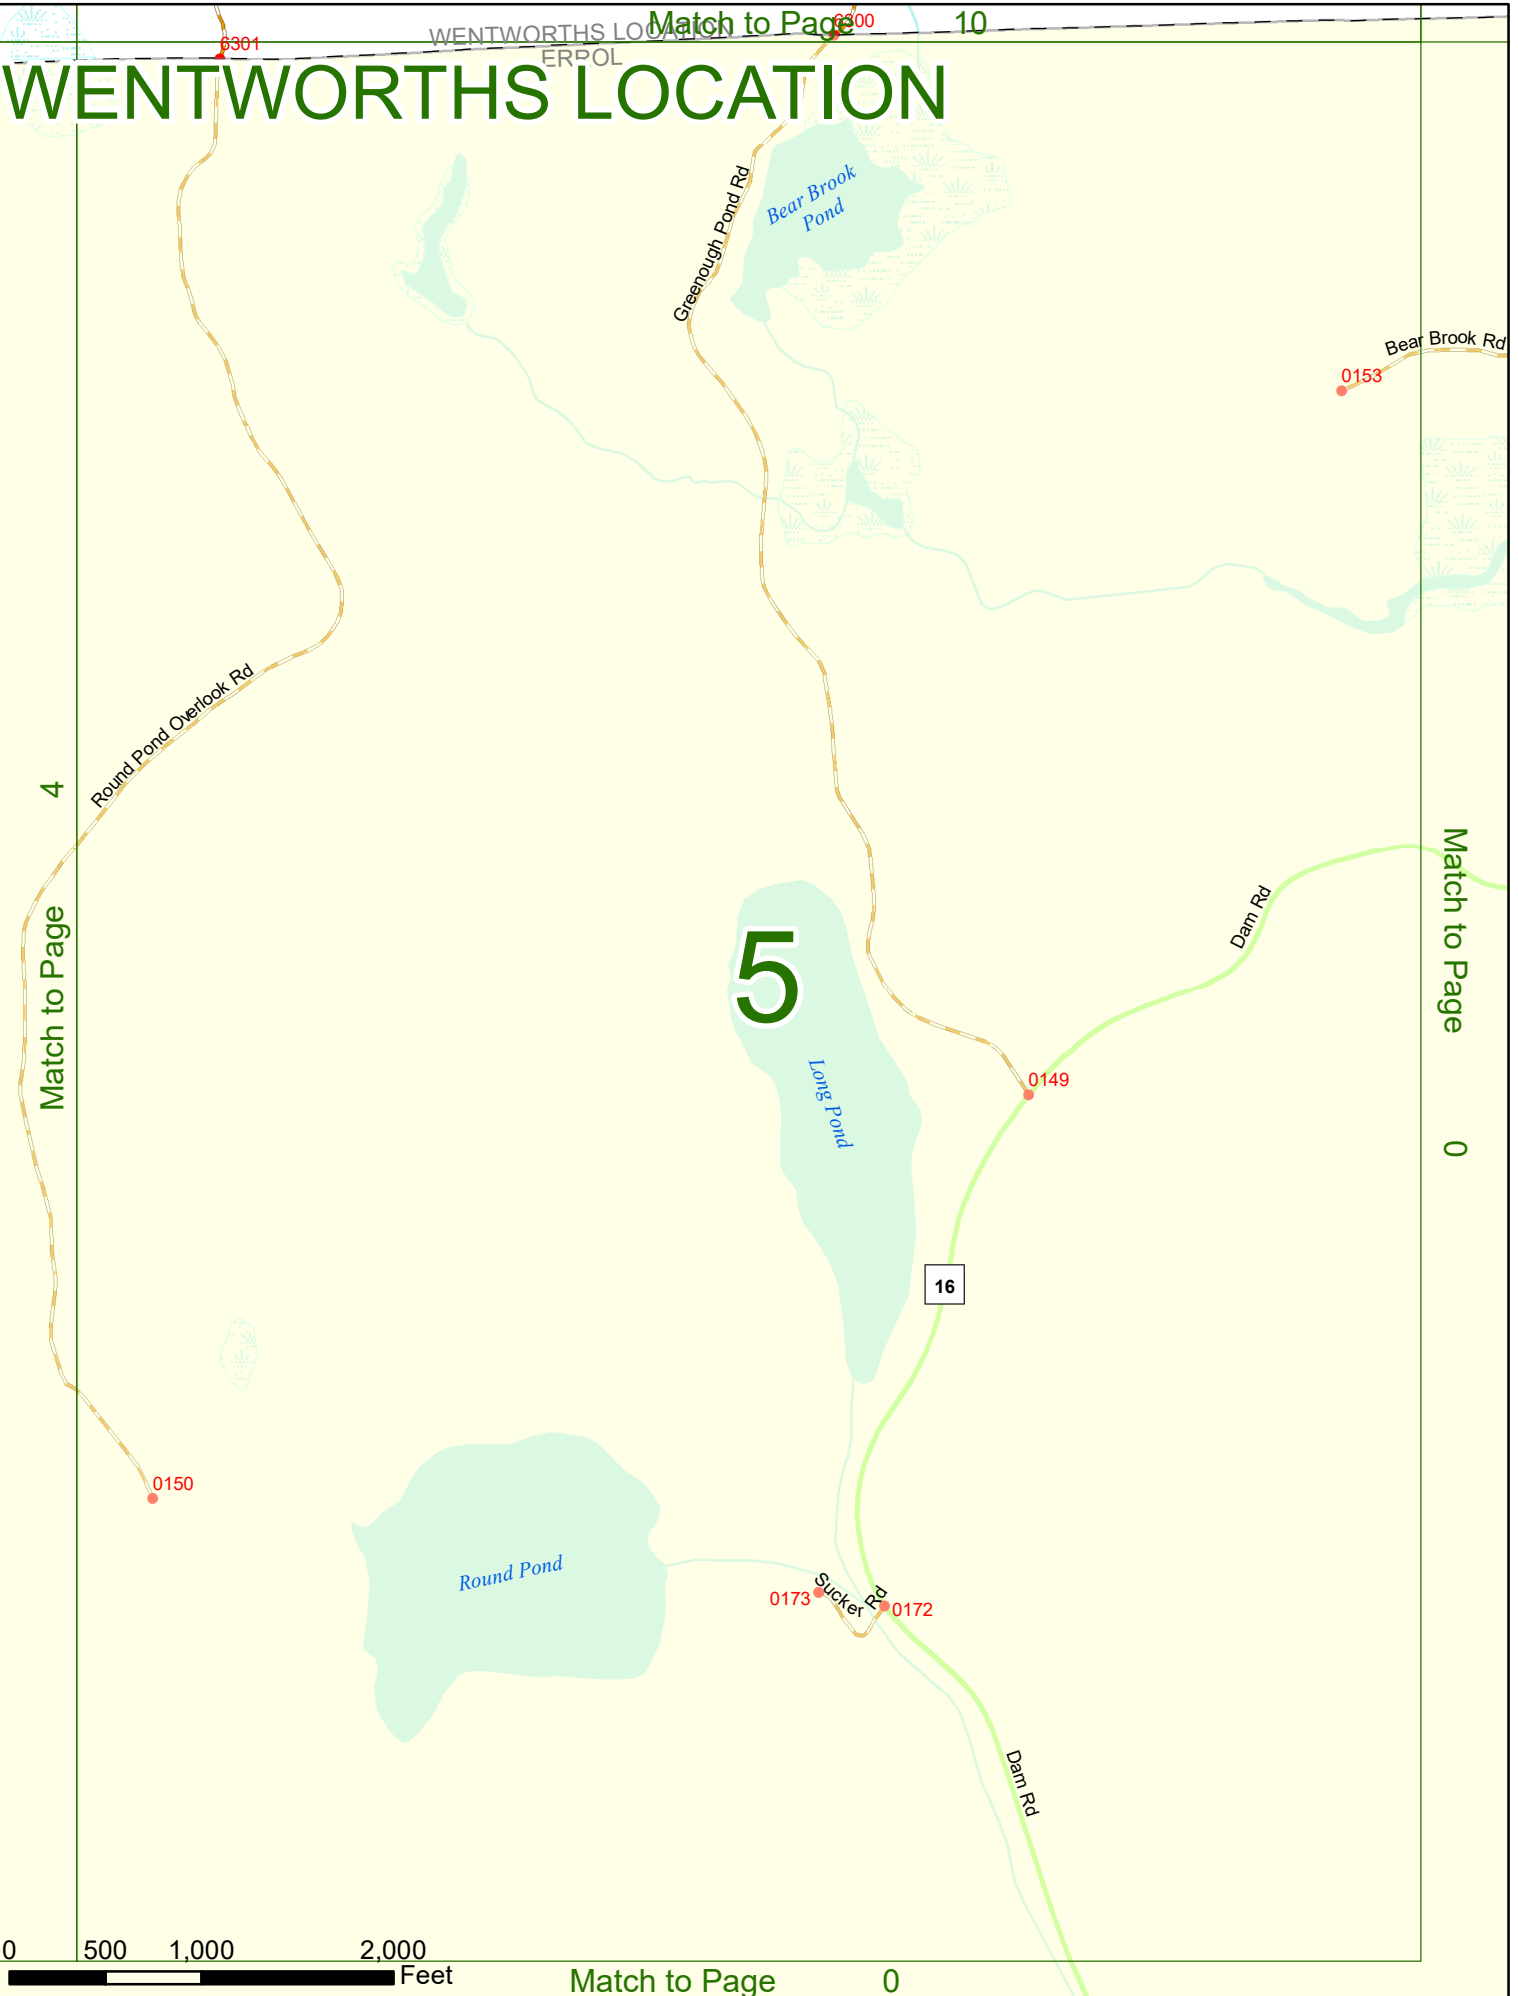 Match to Page 10
6300
WENTWORTHS LOCATION
6301
ERROL
WENTWORTHS LOCATION
Bear Brook
Pond
Greenough Pond Rd
Bear Brook Rd
0153
Round Pond Overlook Rd
Match to Page 4
Match to Page 0
Dam Rd
5
Long Pond
0149
16
0150
Round Pond
Sucker Rd
0173
0172
Dam Rd
0 500 1,000 2,000
Feet
Match to Page 0